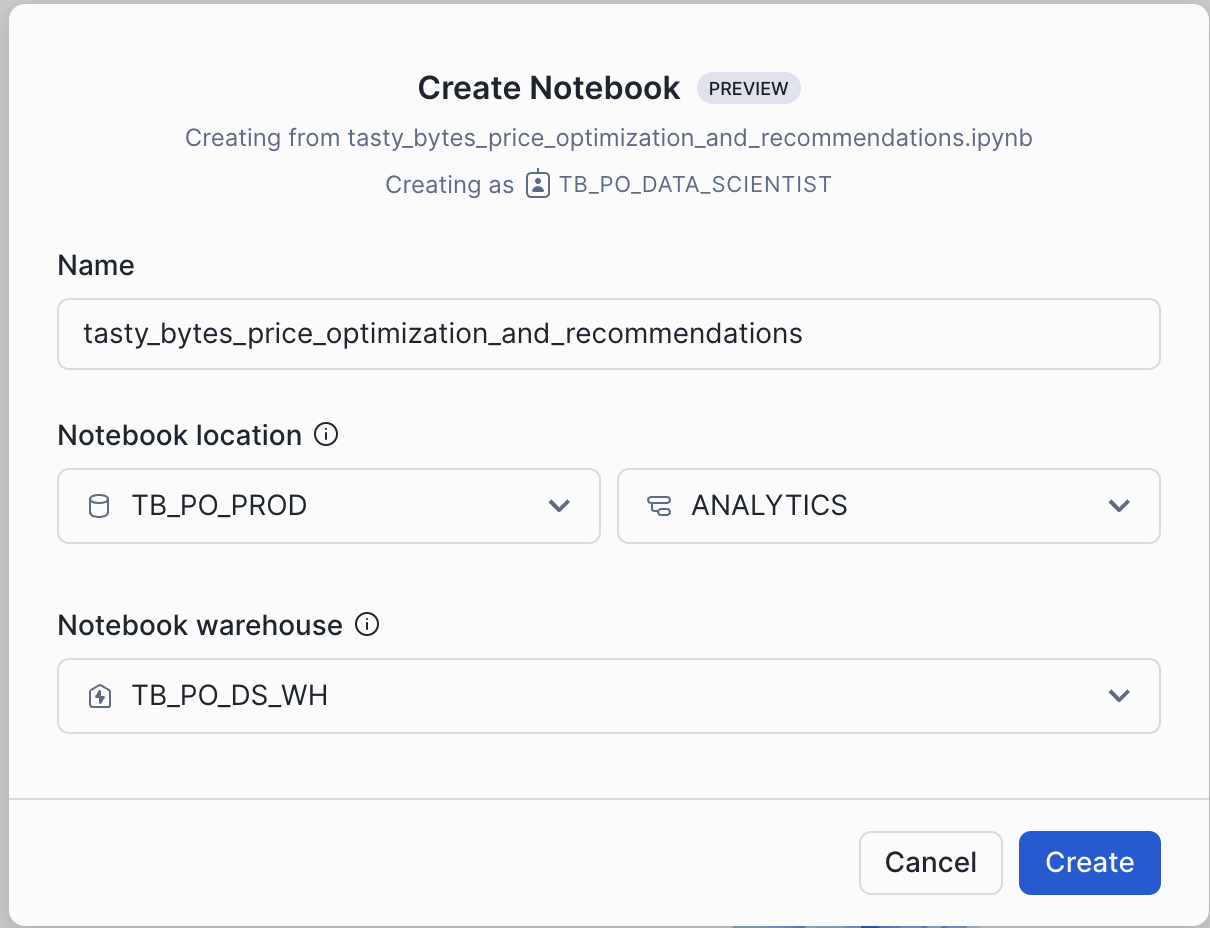 Create Notebook PREVIEW
Creating from tasty_bytes_price_optimization_and_recommendations.ipynb
Creating as TB_PO_DATA_SCIENTIST
Name
tasty_bytes_price_optimization_and_recommendations
Notebook location
TB_PO_PROD ANALYTICS
Notebook warehouse
TB_PO_DS_WH
Cancel Create